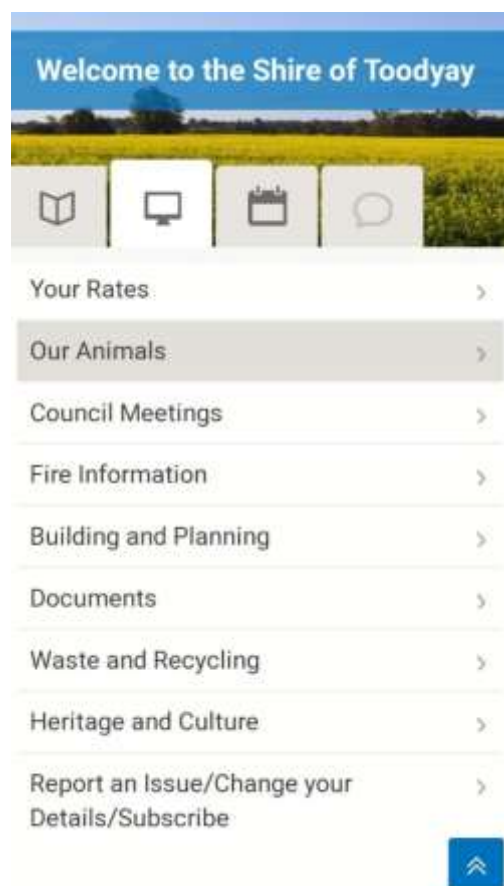 Welcome to the Shire of Toodyay
Your Rates
Our Animals
Council Meetings
Fire Information
Building and Planning
Documents
Waste and Recycling
Heritage and Culture
Report an Issue/Change your
Details/Subscribe